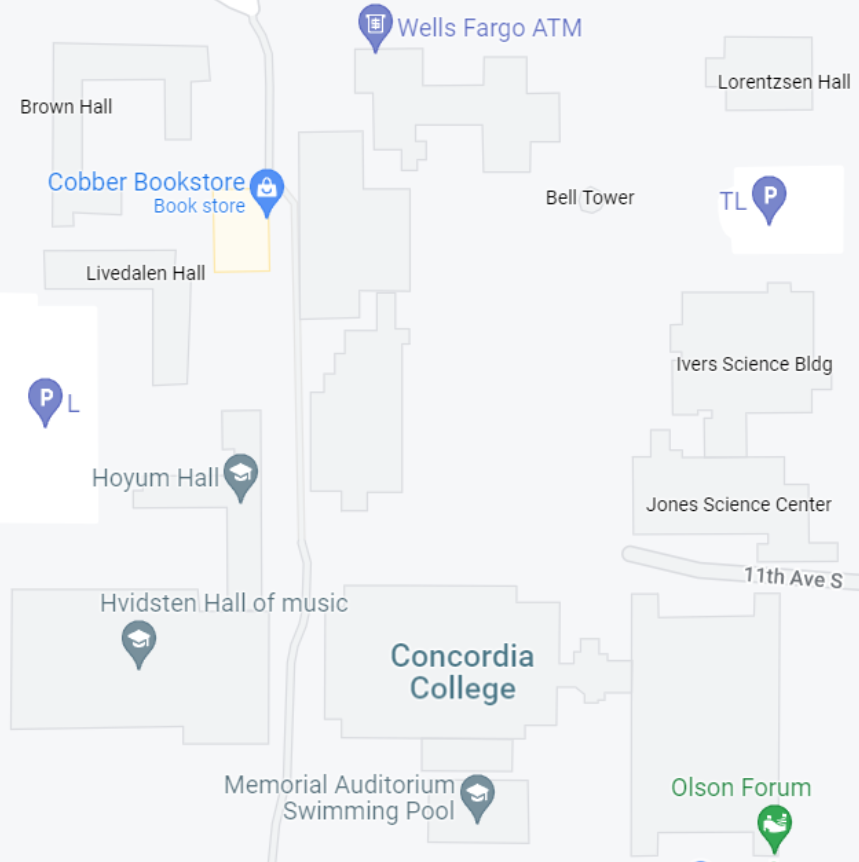 Wells Fargo ATM
Lorentzsen Hall
Brown Hall
Cobber Bookstore
Book store
Bell Tower
TL
P
Livedalen Hall
Ivers Science Bldg
P
L
Hoyum Hall
Jones Science Center
11th Ave S
Hvidsten Hall of music
Concordia
College
Memorial Auditorium
Swimming Pool
Olson Forum